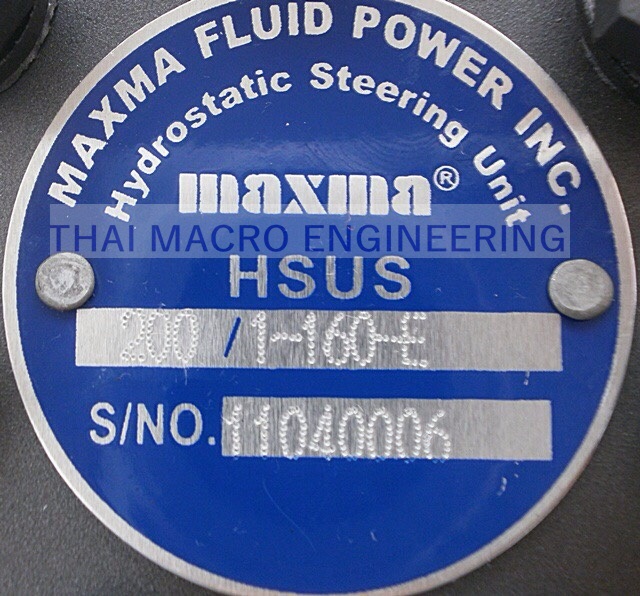 MAXMA FLUID POWER INC.
Hydrostatic Steering Unit
maxma®
THAI MACRO ENGINEERING
HSUS
200 / 1-160-E
S/NO. 11040006